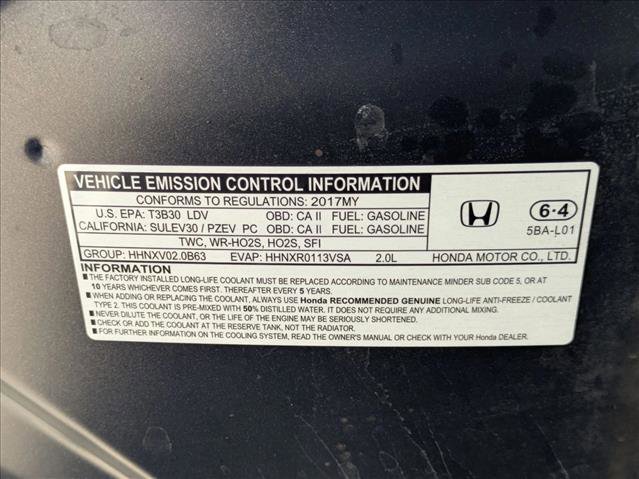 VEHICLE EMISSION CONTROL INFORMATION
CONFORMS TO REGULATIONS: 2017MY
U.S. EPA: T3B30 LDV OBD: CA II FUEL: GASOLINE
CALIFORNIA: SULEV30 / PZEV PC OBD: CA II FUEL: GASOLINE
TWC, WR-HO2S, HO2S, SFI
GROUP: HHNXV02.0B63 EVAP: HHNXR0113VSA 2.0L
6·4
5BA-L01
HONDA MOTOR CO., LTD.
INFORMATION
■ THE FACTORY INSTALLED LONG-LIFE COOLANT MUST BE REPLACED ACCORDING TO MAINTENANCE MINDER SUB CODE 5, OR AT
10 YEARS WHICHEVER COMES FIRST. THEREAFTER EVERY 5 YEARS.
■ WHEN ADDING OR REPLACING THE COOLANT, ALWAYS USE Honda RECOMMENDED GENUINE LONG-LIFE ANTI-FREEZE / COOLANT
TYPE 2. THIS COOLANT IS PRE-MIXED WITH 50% DISTILLED WATER. IT DOES NOT REQUIRE ANY ADDITIONAL MIXING.
■ NEVER DILUTE THE COOLANT, OR THE LIFE OF THE ENGINE MAY BE SERIOUSLY SHORTENED.
■ CHECK OR ADD THE COOLANT AT THE RESERVE TANK, NOT THE RADIATOR.
■ FOR FURTHER INFORMATION ON THE COOLING SYSTEM, READ THE OWNER'S MANUAL OR CHECK WITH YOUR Honda DEALER.